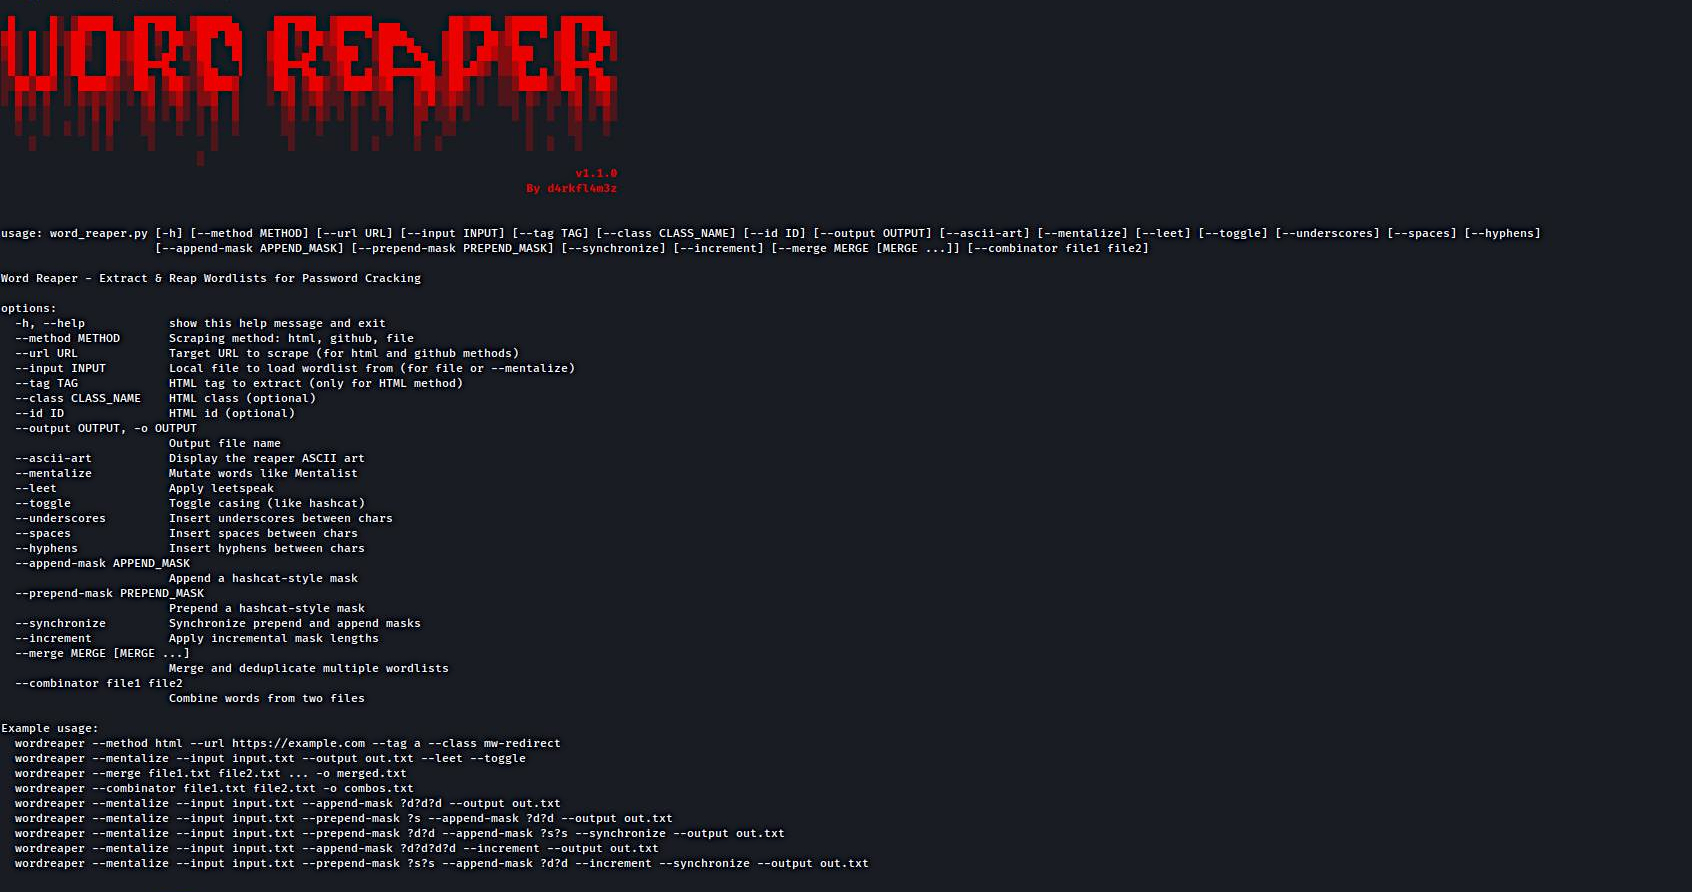 WORD REAPER
v1.1.0
By d4rkfl4m3z
usage: word_reaper.py [-h] [--method METHOD] [--url URL] [--input INPUT] [--tag TAG] [--class CLASS_NAME] [--id ID] [--output OUTPUT] [--ascii-art] [--mentalize] [--leet] [--toggle] [--underscores] [--spaces] [--hyphens]
[--append-mask APPEND_MASK] [--prepend-mask PREPEND_MASK] [--synchronize] [--increment] [--merge MERGE [MERGE ...]] [--combinator file1 file2]
Word Reaper - Extract & Reap Wordlists for Password Cracking
options:
-h, --help show this help message and exit
--method METHOD Scraping method: html, github, file
--url URL Target URL to scrape (for html and github methods)
--input INPUT Local file to load wordlist from (for file or --mentalize)
--tag TAG HTML tag to extract (only for HTML method)
--class CLASS_NAME HTML class (optional)
--id ID HTML id (optional)
--output OUTPUT, -o OUTPUT
Output file name
--ascii-art Display the reaper ASCII art
--mentalize Mutate words like Mentalist
--leet Apply leetspeak
--toggle Toggle casing (like hashcat)
--underscores Insert underscores between chars
--spaces Insert spaces between chars
--hyphens Insert hyphens between chars
--append-mask APPEND_MASK
Append a hashcat-style mask
--prepend-mask PREPEND_MASK
Prepend a hashcat-style mask
--synchronize Synchronize prepend and append masks
--increment Apply incremental mask lengths
--merge MERGE [MERGE ...]
Merge and deduplicate multiple wordlists
--combinator file1 file2
Combine words from two files
Example usage:
wordreaper --method html --url https://example.com --tag a --class mw-redirect
wordreaper --mentalize --input input.txt --output out.txt --leet --toggle
wordreaper --merge file1.txt file2.txt ... -o merged.txt
wordreaper --combinator file1.txt file2.txt -o combos.txt
wordreaper --mentalize --input input.txt --append-mask ?d?d?d --output out.txt
wordreaper --mentalize --input input.txt --prepend-mask ?s --append-mask ?d?d --output out.txt
wordreaper --mentalize --input input.txt --prepend-mask ?d?d --append-mask ?s?s --synchronize --output out.txt
wordreaper --mentalize --input input.txt --append-mask ?d?d?d?d --increment --output out.txt
wordreaper --mentalize --input input.txt --prepend-mask ?s?s --append-mask ?d?d --increment --synchronize --output out.txt